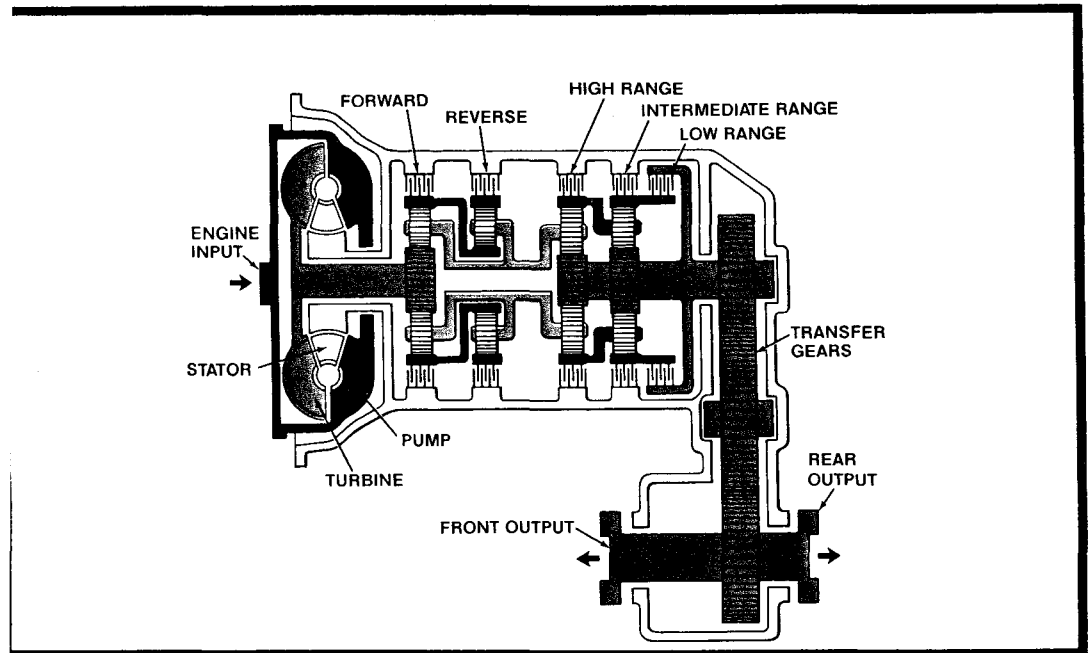 FORWARD
REVERSE
HIGH RANGE
INTERMEDIATE RANGE
LOW RANGE
ENGINE
INPUT
STATOR
PUMP
TURBINE
TRANSFER
GEARS
REAR
OUTPUT
FRONT OUTPUT